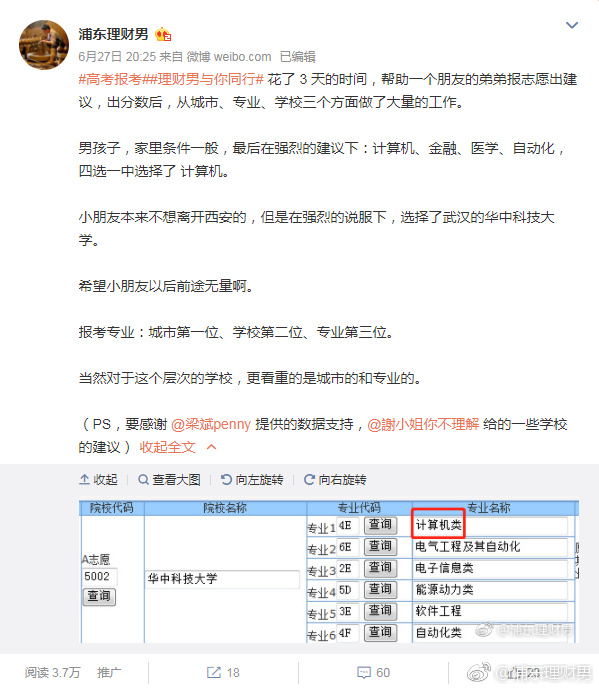 浦东理财男
6月27日 20:25 来自 微博 weibo.com 已编辑
#高考报考##理财男与你同行# 花了 3 天的时间，帮助一个朋友的弟弟报志愿出建
议，出分数后，从城市、专业、学校三个方面做了大量的工作。
男孩子，家里条件一般，最后在强烈的建议下：计算机、金融、医学、自动化，
四选一中选择了 计算机。
小朋友本来不想离开西安的，但是在强烈的说服下，选择了武汉的华中科技大
学。
希望小朋友以后前途无量啊。
报考专业：城市第一位、学校第二位、专业第三位。
当然对于这个层次的学校，更看重的是城市的和专业的。
（PS，要感谢 @梁斌penny 提供的数据支持，@謝小姐你不理解 给的一些学校
的建议） 收起全文
收起 查看大图 向左旋转 向右旋转
院校代码 院校名称 专业代码 专业名称
专业1 4E 查询 计算机类
专业2 6E 查询 电气工程及其自动化
A志愿 专业3 2E 查询 电子信息类
5002 华中科技大学 专业4 5D 查询 能源动力类
查询 专业5 3E 查询 软件工程
专业6 4F 查询 自动化类
@浦东理财男
阅读 3.7万 推广 18 60
@浦东理财男